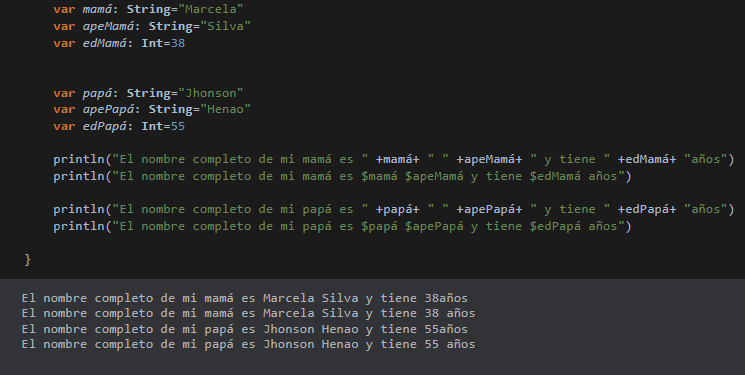 var mamá: String="Marcela"
var apeMamá: String="Silva"
var edMamá: Int=38
var papá: String="Jhonson"
var apePapá: String="Henao"
var edPapá: Int=55
println("El nombre completo de mi mamá es " +mamá+ " " +apeMamá+ " y tiene " +edMamá+ "años")
println("El nombre completo de mi mamá es $mamá $apeMamá y tiene $edMamá años")
println("El nombre completo de mi papá es " +papá+ " " +apePapá+ " y tiene " +edPapá+ "años")
println("El nombre completo de mi papá es $papá $apePapá y tiene $edPapá años")
}
El nombre completo de mi mamá es Marcela Silva y tiene 38años
El nombre completo de mi mamá es Marcela Silva y tiene 38 años
El nombre completo de mi papá es Jhonson Henao y tiene 55años
El nombre completo de mi papá es Jhonson Henao y tiene 55 años